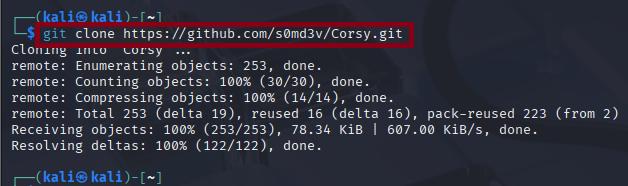 ┌──(kali㉿kali)-[~]
└─$ git clone https://github.com/s0md3v/Corsy.git
Cloning into 'Corsy'...
remote: Enumerating objects: 253, done.
remote: Counting objects: 100% (30/30), done.
remote: Compressing objects: 100% (14/14), done.
remote: Total 253 (delta 19), reused 16 (delta 16), pack-reused 223 (from 2)
Receiving objects: 100% (253/253), 78.34 KiB | 607.00 KiB/s, done.
Resolving deltas: 100% (122/122), done.
┌──(kali㉿kali)-[~]